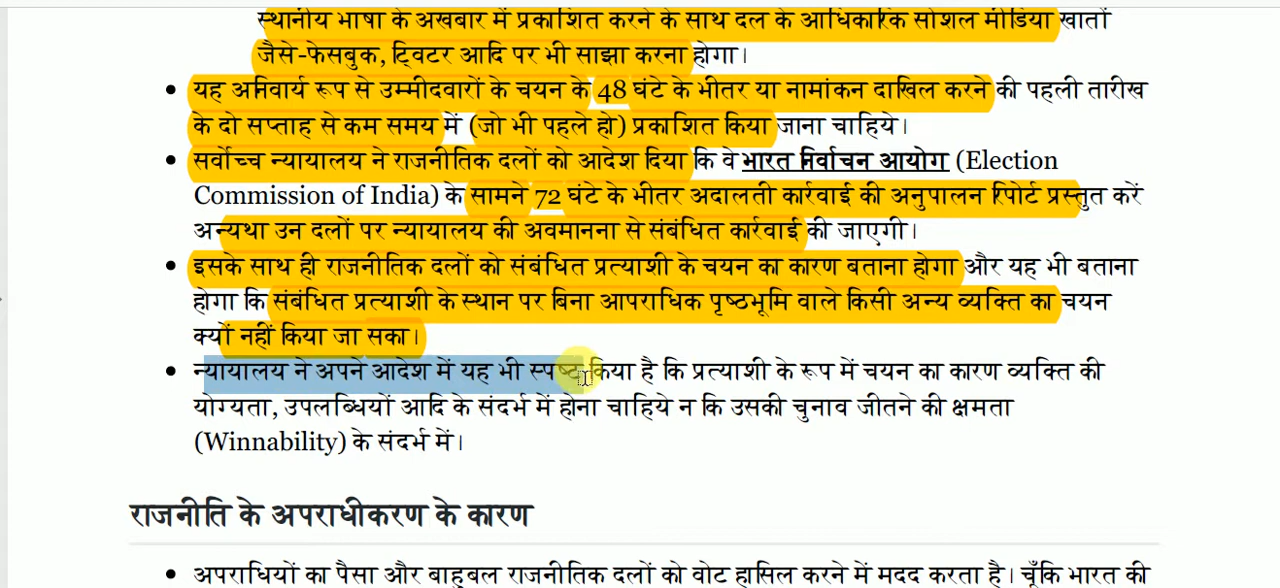 स्थानीय भाषा के अखबार में प्रकाशित करने के साथ दल के आधिकारिक सोशल मीडिया खातों
जैसे-फेसबुक, ट्विटर आदि पर भी साझा करना होगा।
यह अनिवार्य रूप से उम्मीदवारों के चयन के 48 घंटे के भीतर या नामांकन दाखिल करने की पहली तारीख
के दो सप्ताह से कम समय में (जो भी पहले हो) प्रकाशित किया जाना चाहिये।
सर्वोच्च न्यायालय ने राजनीतिक दलों को आदेश दिया कि वे भारत निर्वाचन आयोग (Election
Commission of India) के सामने 72 घंटे के भीतर अदालती कार्रवाई की अनुपालन रिपोर्ट प्रस्तुत करें
अन्यथा उन दलों पर न्यायालय की अवमानना से संबंधित कार्रवाई की जाएगी।
इसके साथ ही राजनीतिक दलों को संबंधित प्रत्याशी के चयन का कारण बताना होगा और यह भी बताना
होगा कि संबंधित प्रत्याशी के स्थान पर बिना आपराधिक पृष्ठभूमि वाले किसी अन्य व्यक्ति का चयन
क्यों नहीं किया जा सका।
न्यायालय ने अपने आदेश में यह भी स्पष्ट किया है कि प्रत्याशी के रूप में चयन का कारण व्यक्ति की
योग्यता, उपलब्धियों आदि के संदर्भ में होना चाहिये न कि उसकी चुनाव जीतने की क्षमता
(Winnability) के संदर्भ में।
राजनीति के अपराधीकरण के कारण
अपराधियों का पैसा और बाहुबल राजनीतिक दलों को वोट हासिल करने में मदद करता है। चूँकि भारत की